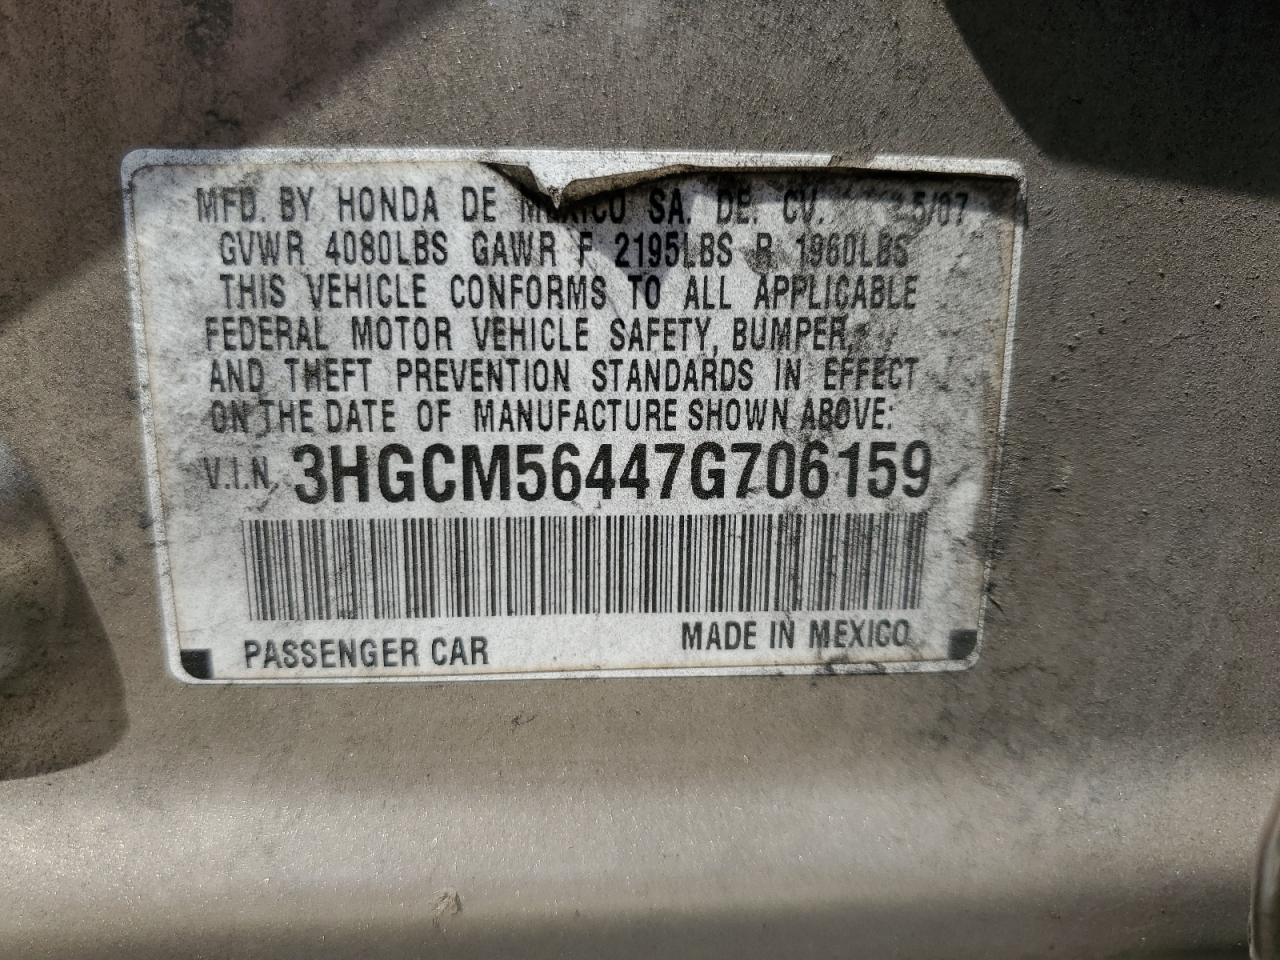 MFD. BY HONDA DE MEXICO SA. DE. CV. 5/07
GVWR 4080LBS GAWR F 2195LBS R 1960LBS
THIS VEHICLE CONFORMS TO ALL APPLICABLE
FEDERAL MOTOR VEHICLE SAFETY, BUMPER,
AND THEFT PREVENTION STANDARDS IN EFFECT
ON THE DATE OF MANUFACTURE SHOWN ABOVE:
V.I.N. 3HGCM56447G706159
PASSENGER CAR MADE IN MEXICO